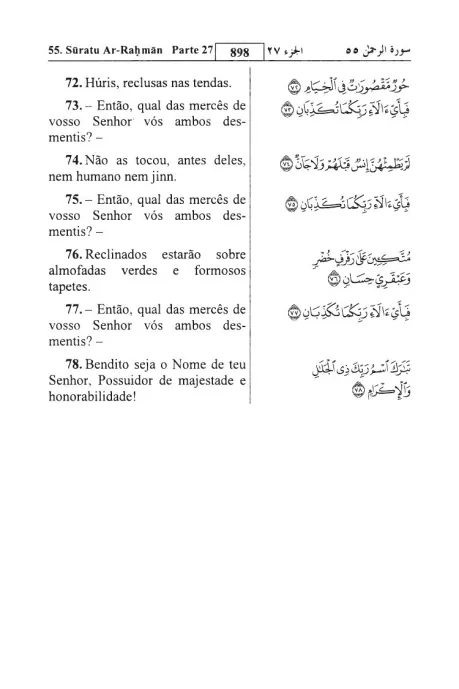 55. Sūratu Ar-Raḥmān Parte 27 898 الجزء ٢٧ سورة الرحمٰن ٥٥
72. Húris, reclusas nas tendas.
73. – Então, qual das mercês de
vosso Senhor vós ambos des-
mentis? –
74. Não as tocou, antes deles,
nem humano nem jinn.
75. – Então, qual das mercês de
vosso Senhor vós ambos des-
mentis? –
76. Reclinados estarão sobre
almofadas verdes e formosos
tapetes.
77. – Então, qual das mercês de
vosso Senhor vós ambos des-
mentis? –
78. Bendito seja o Nome de teu
Senhor, Possuidor de majestade e
honorabilidade!
حُورٌ مَّقْصُورَٰتٌ فِى ٱلْخِيَامِ ٧٢
فَبِأَىِّ ءَالَآءِ رَبِّكُمَا تُكَذِّبَانِ ٧٣
لَمْ يَطْمِثْهُنَّ إِنسٌ قَبْلَهُمْ وَلَا جَآنٌّ ٧٤
فَبِأَىِّ ءَالَآءِ رَبِّكُمَا تُكَذِّبَانِ ٧٥
مُتَّكِـِٔينَ عَلَىٰ رَفْرَفٍ خُضْرٍ
وَعَبْقَرِىٍّ حِسَانٍ ٧٦
فَبِأَىِّ ءَالَآءِ رَبِّكُمَا تُكَذِّبَانِ ٧٧
تَبَٰرَكَ ٱسْمُ رَبِّكَ ذِى ٱلْجَلَٰلِ
وَٱلْإِكْرَامِ ٧٨